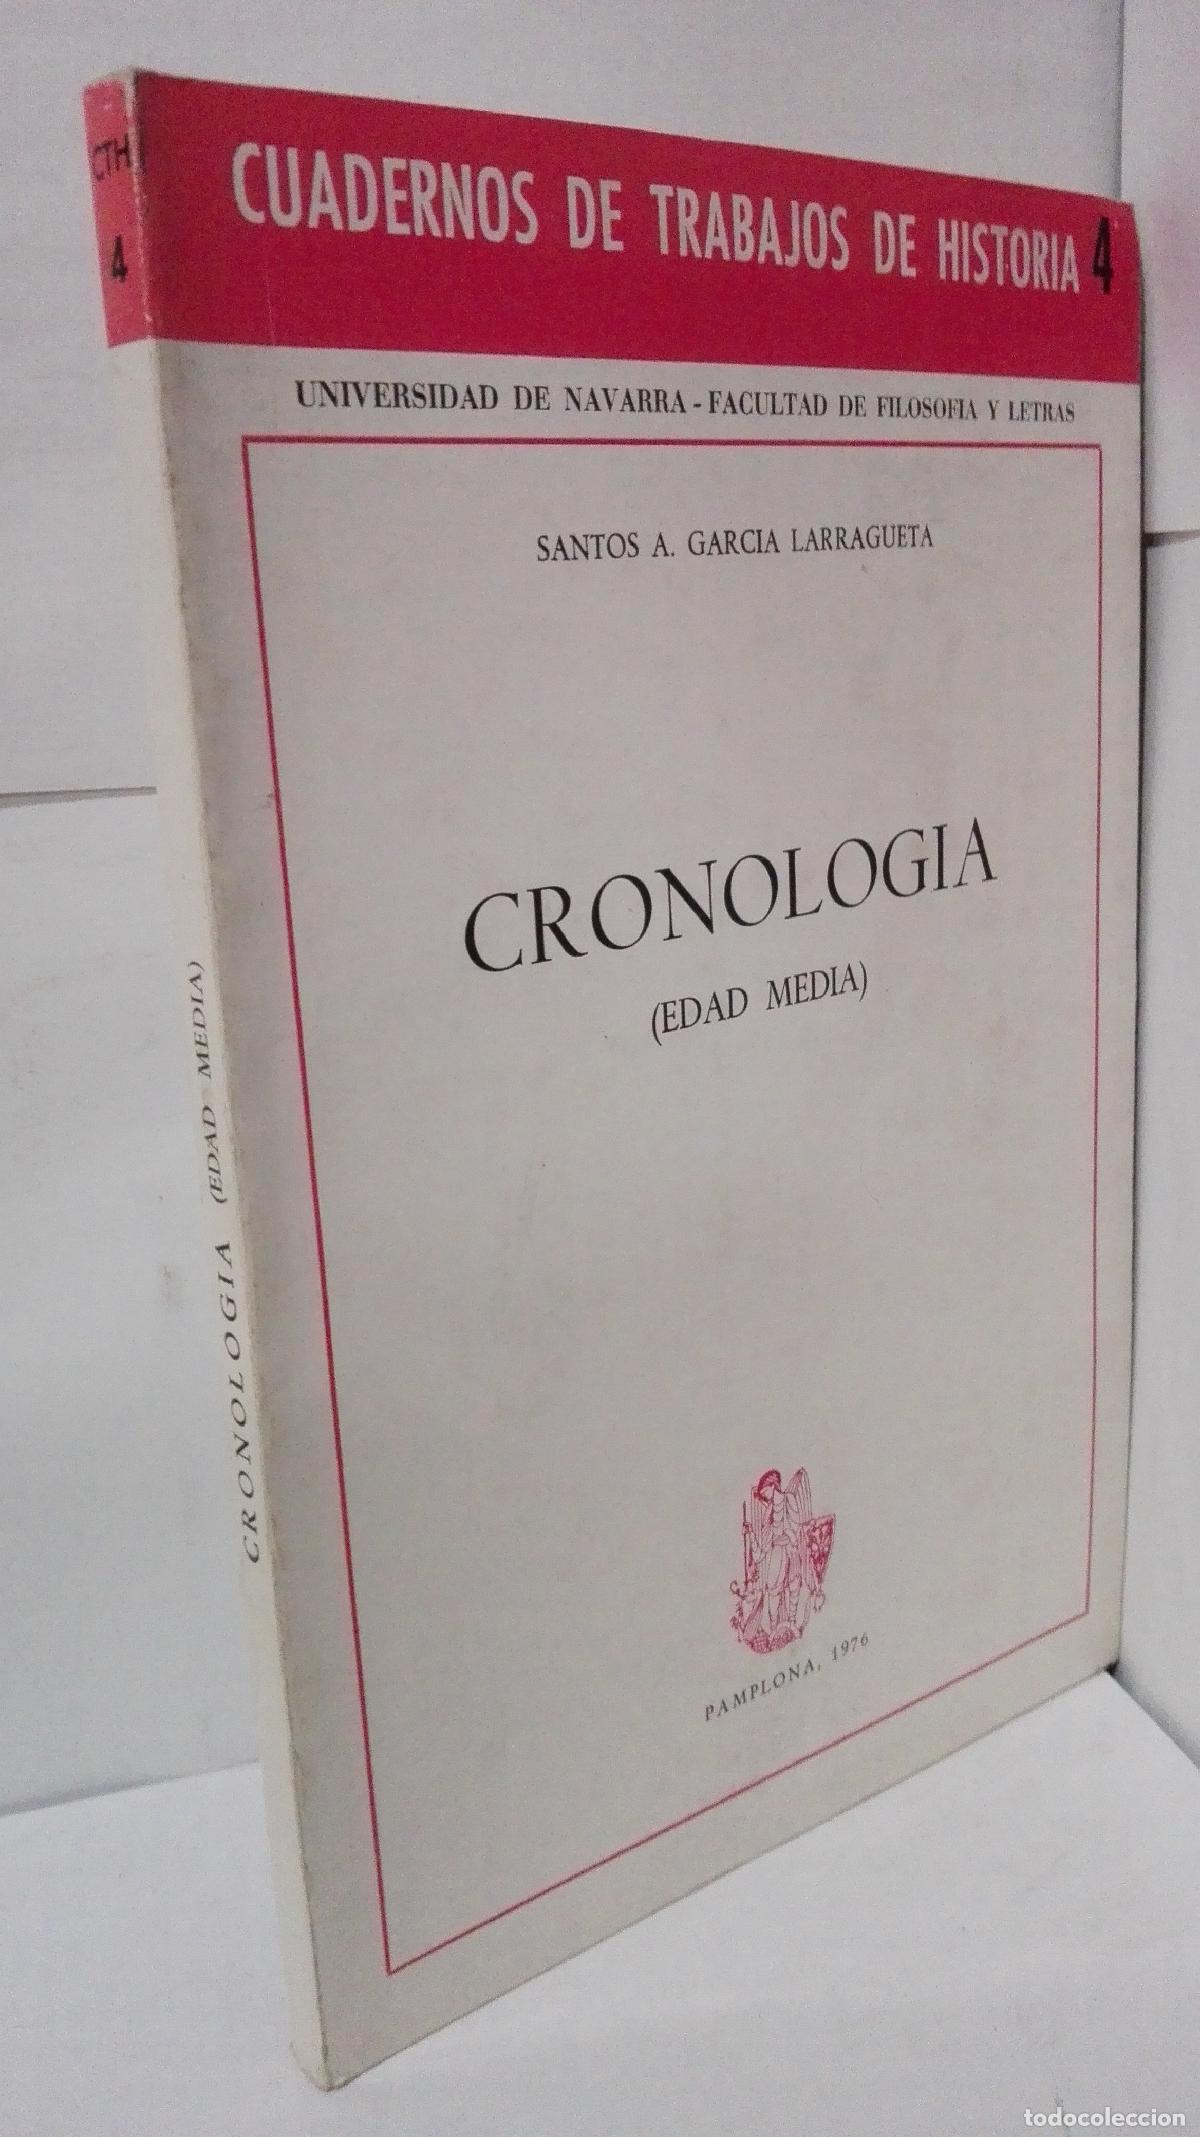 CTH
4
CUADERNOS DE TRABAJOS DE HISTORIA 4
UNIVERSIDAD DE NAVARRA - FACULTAD DE FILOSOFIA Y LETRAS
SANTOS A. GARCIA LARRAGUETA
CRONOLOGIA
(EDAD MEDIA)
PAMPLONA, 1976
CRONOLOGIA (EDAD MEDIA)
todocoleccion